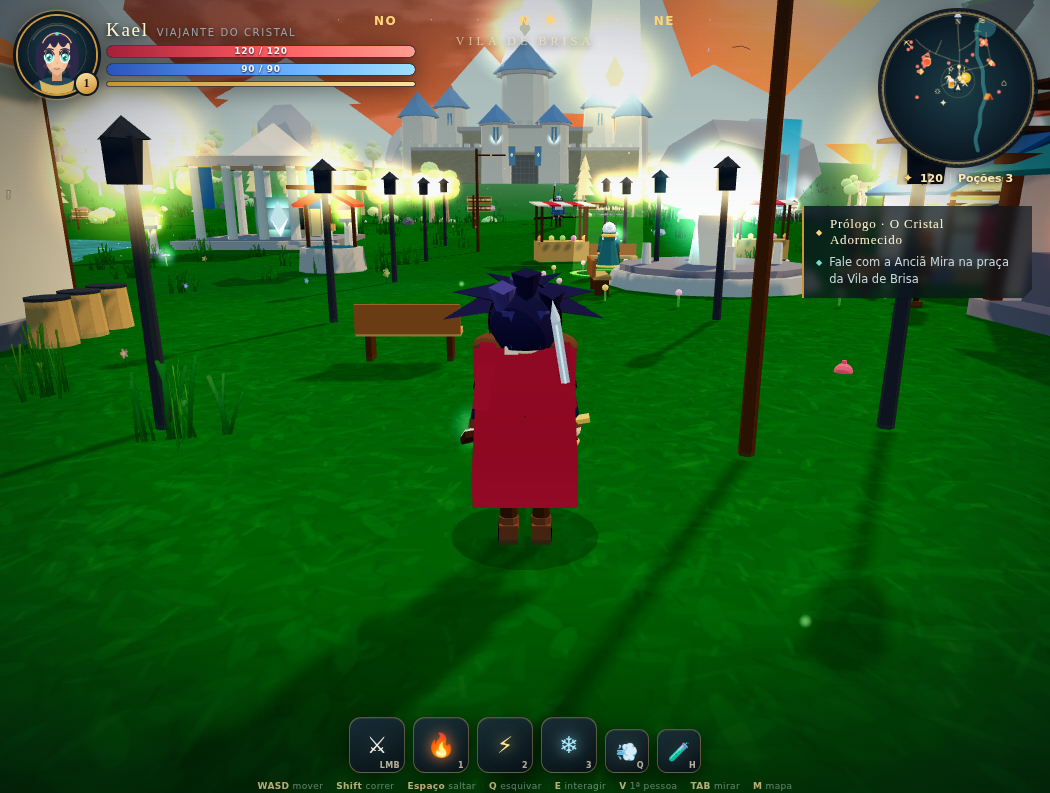 NO N NE
Kael VIAJANTE DO CRISTAL
VILA DE BRISA
120 / 120
90 / 90
1
120 Poções 3
Prólogo · O Cristal
Adormecido
Fale com a Anciã Mira na praça
da Vila de Brisa
LMB 1 2 3 Q H
WASD mover Shift correr Espaço saltar Q esquivar E interagir V 1ª pessoa TAB mirar M mapa